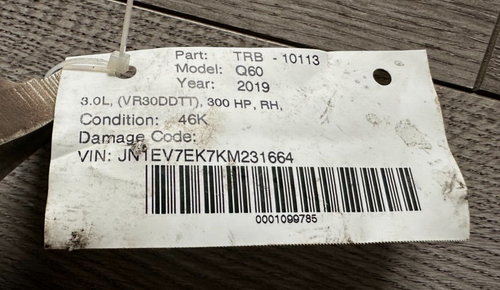 Part: TRB - 10113
Model: Q60
Year: 2019
3.0L, (VR30DDTT), 300 HP, RH,
Condition: 46K
Damage Code:
VIN: JN1EV7EK7KM231664
0001099785